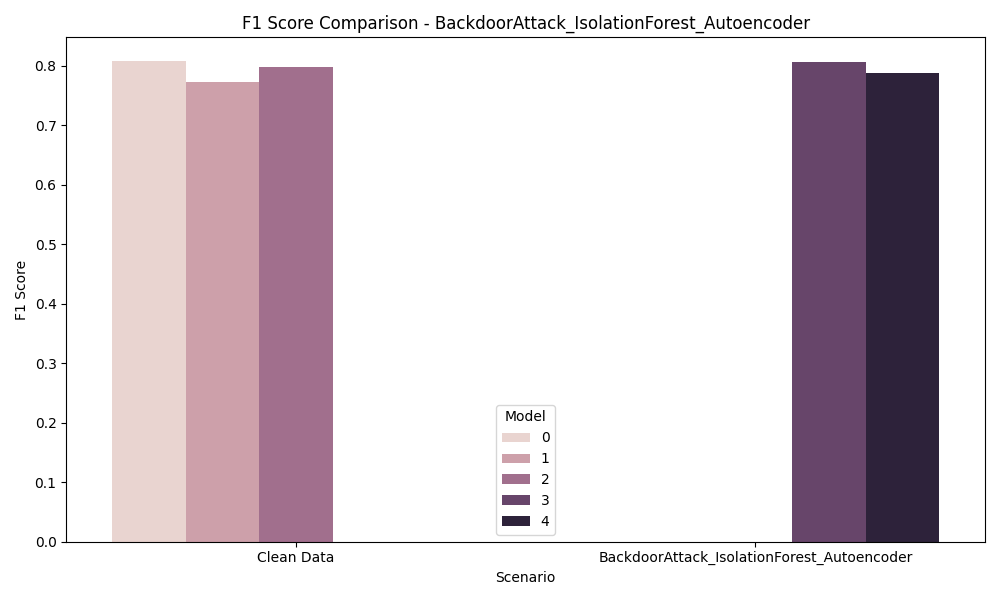 F1 Score Comparison - BackdoorAttack_IsolationForest_Autoencoder
F1 Score
0.8
0.7
0.6
0.5
0.4
0.3
0.2
0.1
0.0
Model
0
1
2
3
4
Clean Data
BackdoorAttack_IsolationForest_Autoencoder
Scenario